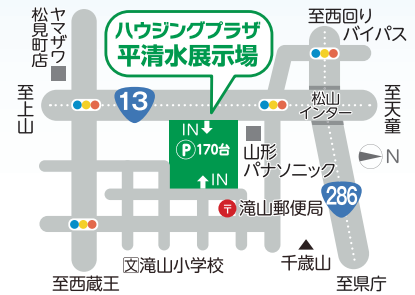 ハウジングプラザ
平清水展示場
ヤマザワ
松見町店
至西回り
バイパス
至上山
13
松山
インター
至天童
IN
P 170台
IN
山形
パナソニック
N
286
〒滝山郵便局
文滝山小学校
千歳山
至西蔵王
至県庁